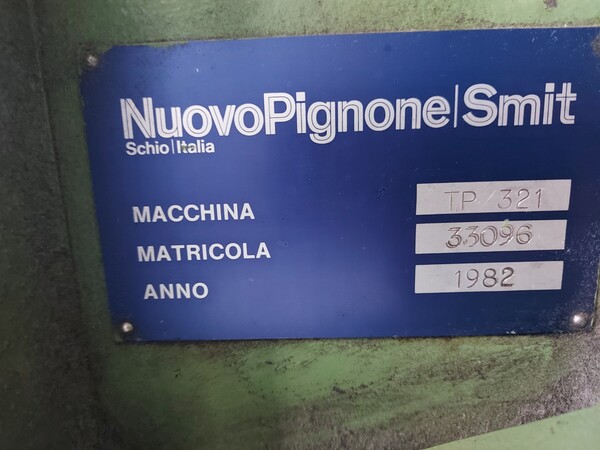 NuovoPignone|Smit
Schio|Italia
MACCHINA TP/321
MATRICOLA 33096
ANNO 1982